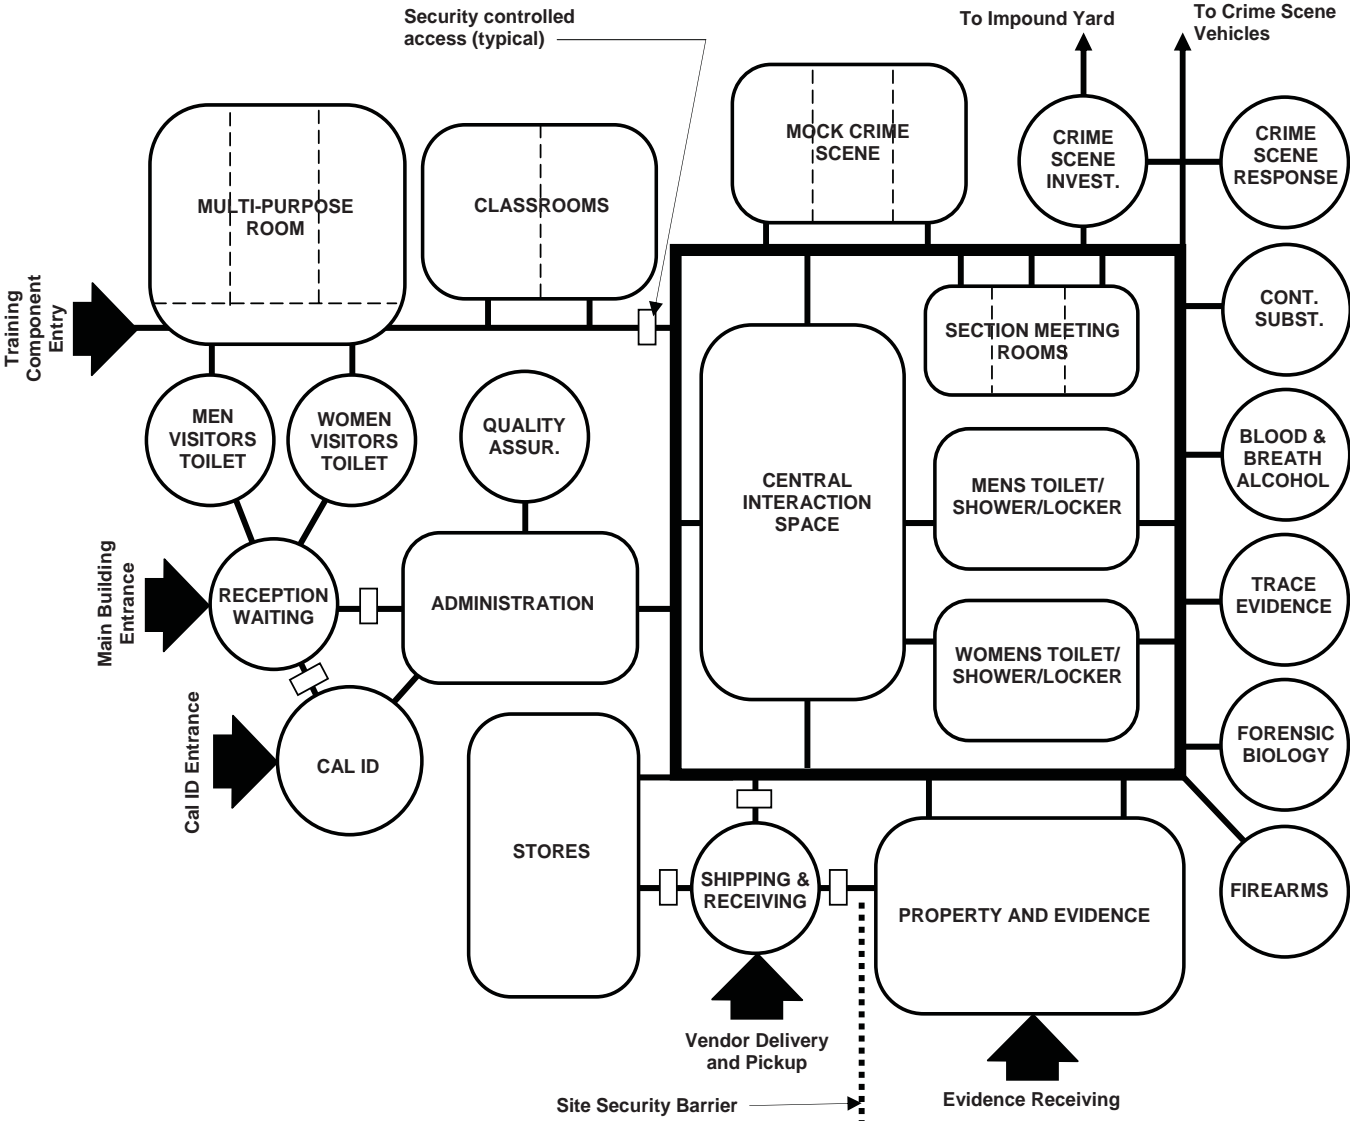 Security controlled
access (typical)
To Impound Yard
To Crime Scene
Vehicles
MOCK CRIME
SCENE
CRIME
SCENE
INVEST.
CRIME
SCENE
RESPONSE
MULTI-PURPOSE
ROOM
CLASSROOMS
Training
Component
Entry
CONT.
SUBST.
SECTION MEETING
ROOMS
MEN
VISITORS
TOILET
WOMEN
VISITORS
TOILET
QUALITY
ASSUR.
BLOOD &
BREATH
ALCOHOL
CENTRAL
INTERACTION
SPACE
MENS TOILET/
SHOWER/LOCKER
Main Building
Entrance
RECEPTION
WAITING
ADMINISTRATION
TRACE
EVIDENCE
WOMENS TOILET/
SHOWER/LOCKER
Cal ID Entrance
CAL ID
FORENSIC
BIOLOGY
STORES
SHIPPING &
RECEIVING
PROPERTY AND EVIDENCE
FIREARMS
Vendor Delivery
and Pickup
Site Security Barrier
Evidence Receiving